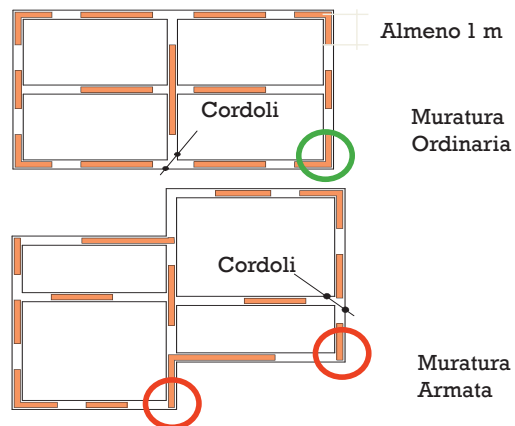 Almeno 1 m
Cordoli
Muratura
Ordinaria
Cordoli
Muratura
Armata